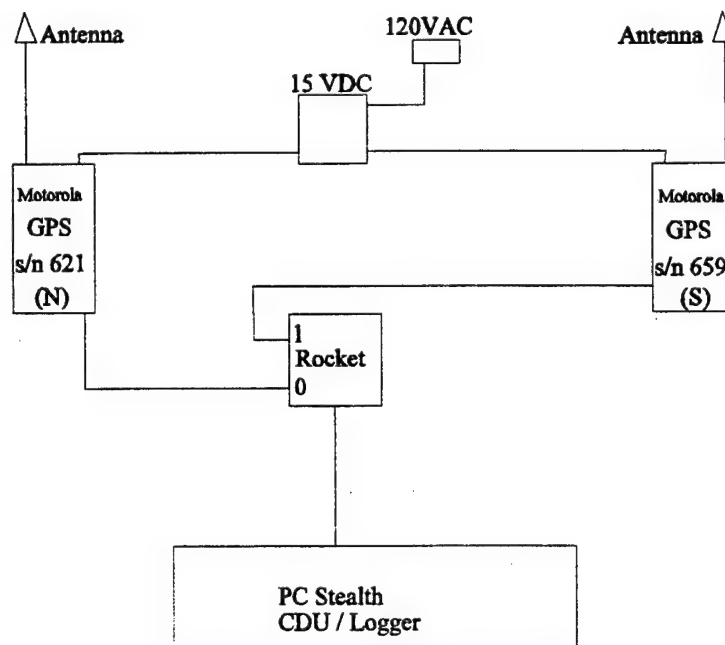 120VAC
Antenna
Antenna
15 VDC
Motorola
GPS
s/n 621
(N)
Motorola
GPS
s/n 659
(S)
1
Rocket
0
PC Stealth
CDU / Logger